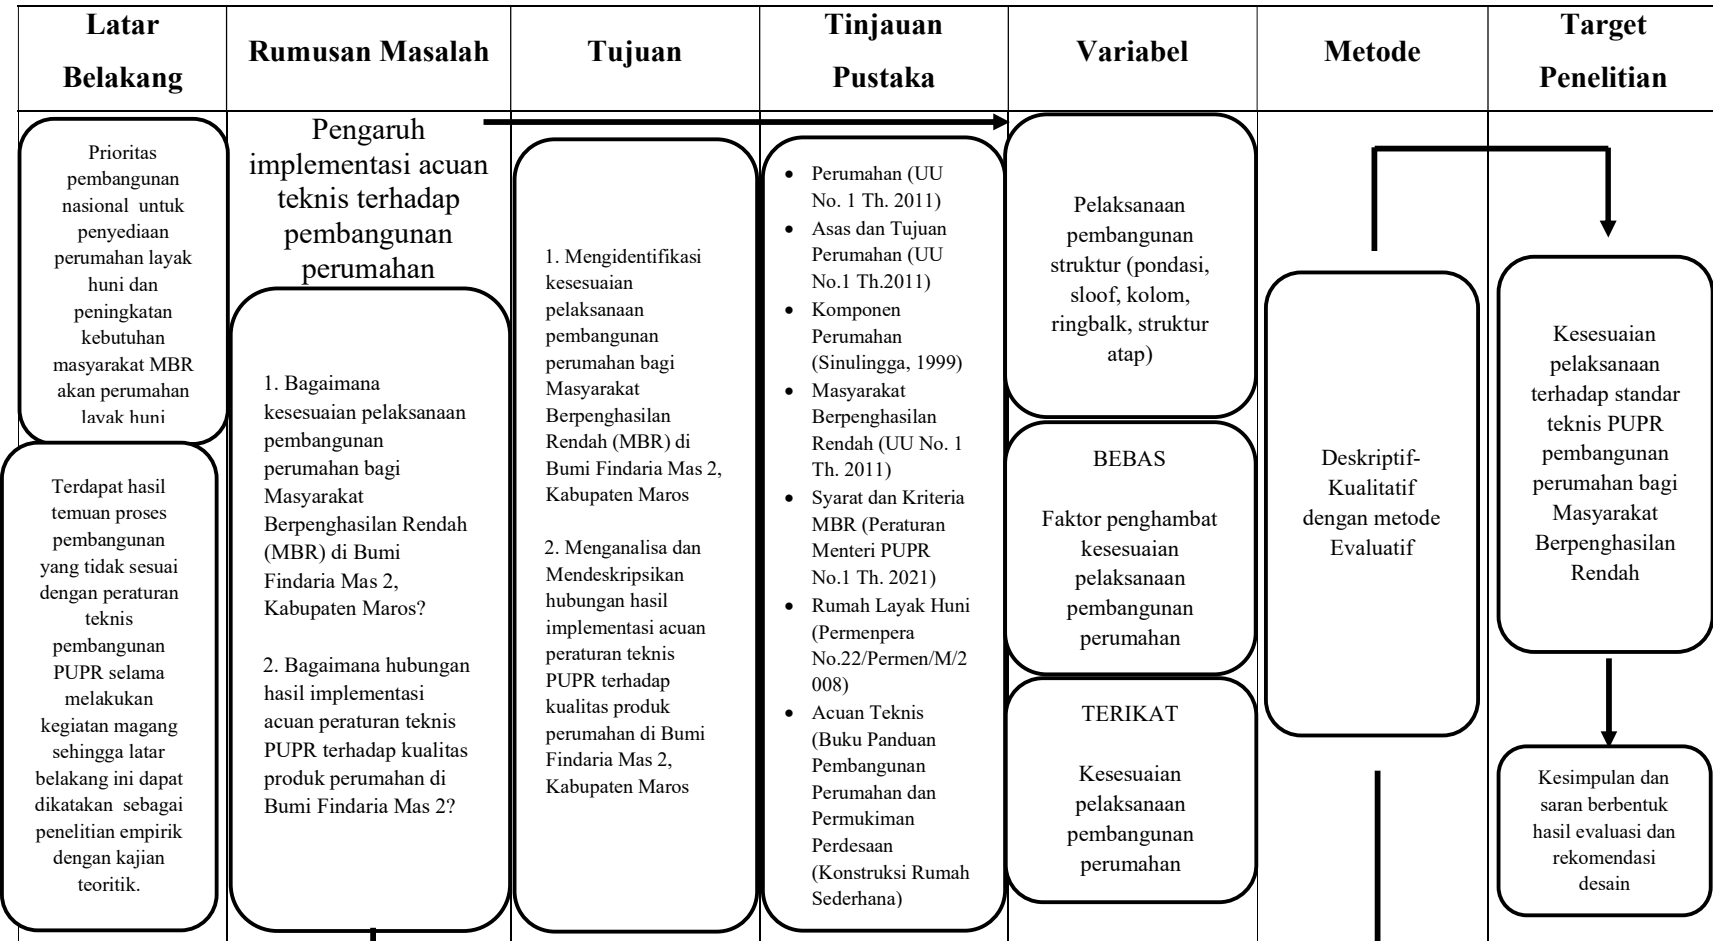 Latar
Belakang
Rumusan Masalah
Tujuan
Tinjauan
Pustaka
Variabel
Metode
Target
Penelitian
Prioritas
pembangunan
nasional untuk
penyediaan
perumahan layak
huni dan
peningkatan
kebutuhan
masyarakat MBR
akan perumahan
layak huni
Terdapat hasil
temuan proses
pembangunan
yang tidak sesuai
dengan peraturan
teknis
pembangunan
PUPR selama
melakukan
kegiatan magang
sehingga latar
belakang ini dapat
dikatakan sebagai
penelitian empirik
dengan kajian
teoritik.
Pengaruh
implementasi acuan
teknis terhadap
pembangunan
perumahan
1. Bagaimana
kesesuaian pelaksanaan
pembangunan
perumahan bagi
Masyarakat
Berpenghasilan Rendah
(MBR) di Bumi
Findaria Mas 2,
Kabupaten Maros?
2. Bagaimana hubungan
hasil implementasi
acuan peraturan teknis
PUPR terhadap kualitas
produk perumahan di
Bumi Findaria Mas 2?
1. Mengidentifikasi
kesesuaian
pelaksanaan
pembangunan
perumahan bagi
Masyarakat
Berpenghasilan
Rendah (MBR) di
Bumi Findaria Mas 2,
Kabupaten Maros
2. Menganalisa dan
Mendeskripsikan
hubungan hasil
implementasi acuan
peraturan teknis
PUPR terhadap
kualitas produk
perumahan di Bumi
Findaria Mas 2,
Kabupaten Maros
• Perumahan (UU
No. 1 Th. 2011)
• Asas dan Tujuan
Perumahan (UU
No.1 Th.2011)
• Komponen
Perumahan
(Sinulingga, 1999)
• Masyarakat
Berpenghasilan
Rendah (UU No. 1
Th. 2011)
• Syarat dan Kriteria
MBR (Peraturan
Menteri PUPR
No.1 Th. 2021)
• Rumah Layak Huni
(Permenpera
No.22/Permen/M/2
008)
• Acuan Teknis
(Buku Panduan
Pembangunan
Perumahan dan
Permukiman
Perdesaan
(Konstruksi Rumah
Sederhana)
Pelaksanaan
pembangunan
struktur (pondasi,
sloof, kolom,
ringbalk, struktur
atap)
BEBAS
Faktor penghambat
kesesuaian
pelaksanaan
pembangunan
perumahan
TERIKAT
Kesesuaian
pelaksanaan
pembangunan
perumahan
Deskriptif-
Kualitatif
dengan metode
Evaluatif
Kesesuaian
pelaksanaan
terhadap standar
teknis PUPR
pembangunan
perumahan bagi
Masyarakat
Berpenghasilan
Rendah
Kesimpulan dan
saran berbentuk
hasil evaluasi dan
rekomendasi
desain